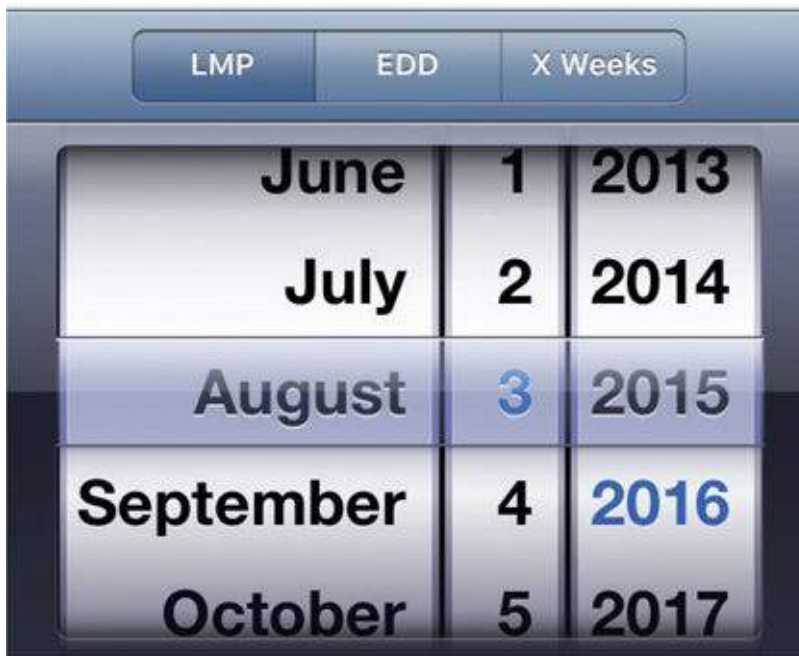 LMP EDD X Weeks
June 1 2013
July 2 2014
August 3 2015
September 4 2016
October 5 2017